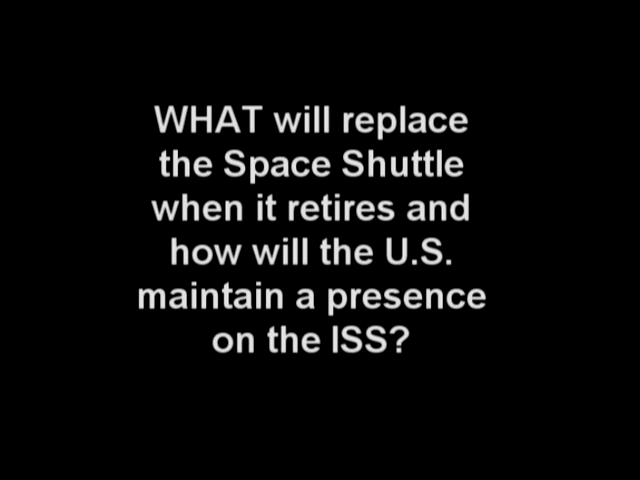 WHAT will replace
the Space Shuttle
when it retires and
how will the U.S.
maintain a presence
on the ISS?